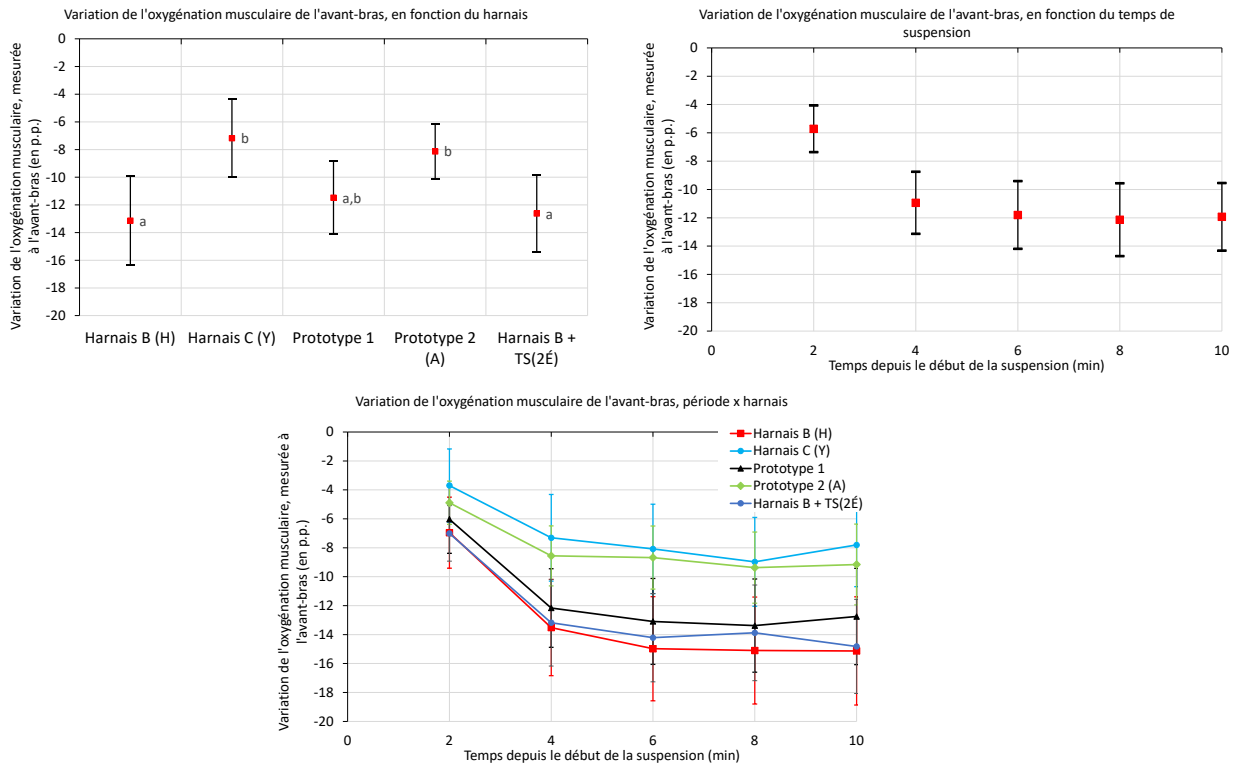 Variation de l'oxygénation musculaire de l'avant-bras, en fonction du harnais
Variation de l'oxygénation musculaire, mesurée
à l'avant-bras (en p.p.)
0
-2
-4
-6
-8
-10
-12
-14
-16
-18
-20
a
b
a,b
b
a
Harnais B (H)
Harnais C (Y)
Prototype 1
Prototype 2
(A)
Harnais B +
TS(2É)
Variation de l'oxygénation musculaire de l'avant-bras, en fonction du temps de
suspension
Variation de l'oxygénation musculaire, mesurée
à l'avant-bras (en p.p.)
0
-2
-4
-6
-8
-10
-12
-14
-16
-18
-20
0
2
4
6
8
10
Temps depuis le début de la suspension (min)
Variation de l'oxygénation musculaire de l'avant-bras, période x harnais
Variation de l'oxygénation musculaire, mesurée à
l'avant-bras (en p.p.)
0
-2
-4
-6
-8
-10
-12
-14
-16
-18
-20
Harnais B (H)
Harnais C (Y)
Prototype 1
Prototype 2 (A)
Harnais B + TS(2É)
0
2
4
6
8
10
Temps depuis le début de la suspension (min)